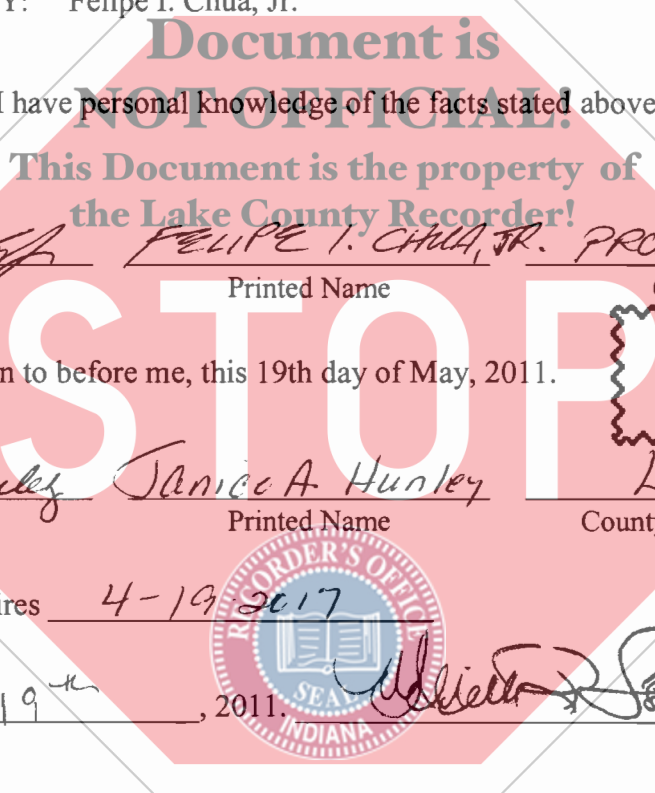 Y: Felipe I. Chua, Jr.
Document is
I have personal knowledge of the facts stated above
NOT OFFICIAL!
This Document is the property of
the Lake County Recorder!
FELIPE I. CHUA, JR. PRO
Printed Name
STOP
n to before me, this 19th day of May, 2011.
Janice A. Hunley
Printed Name County
RECORDER'S OFFICE
ires 4-19-2017
SEAL
19th, 2011.
INDIANA